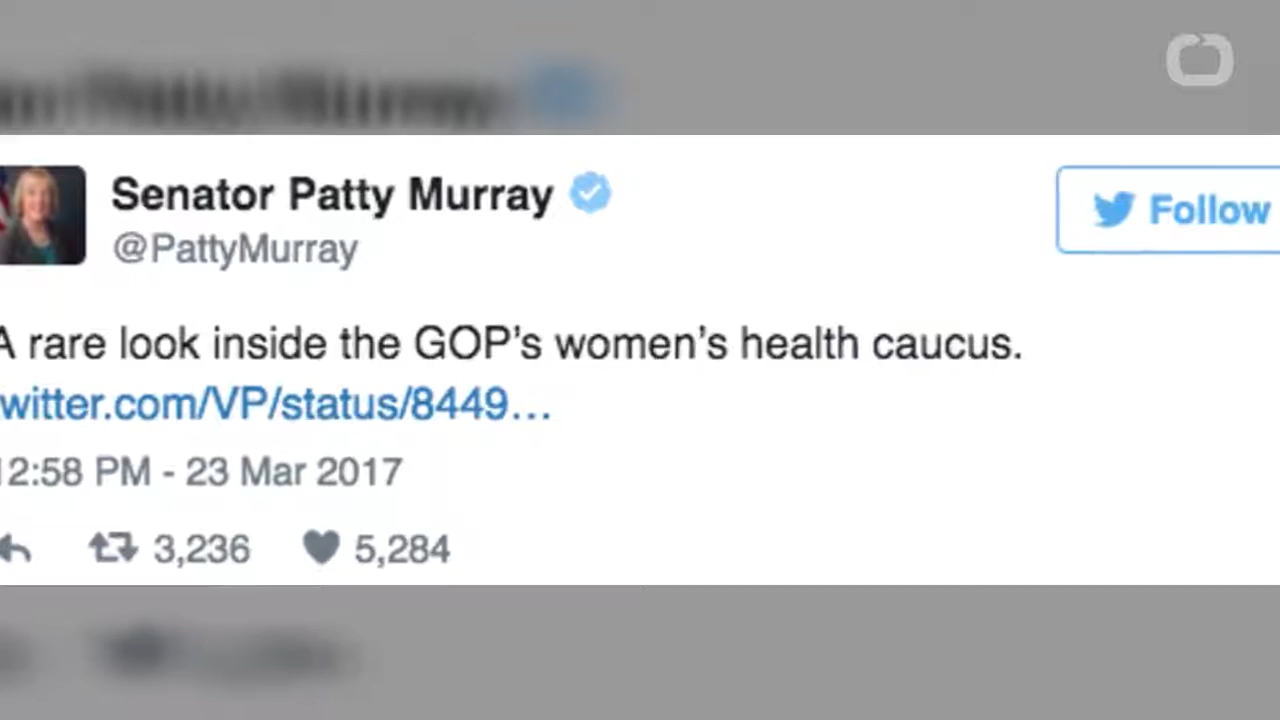 Senator Patty Murray
@PattyMurray
Follow
A rare look inside the GOP's women's health caucus.
witter.com/VP/status/8449...
12:58 PM - 23 Mar 2017
3,236 5,284